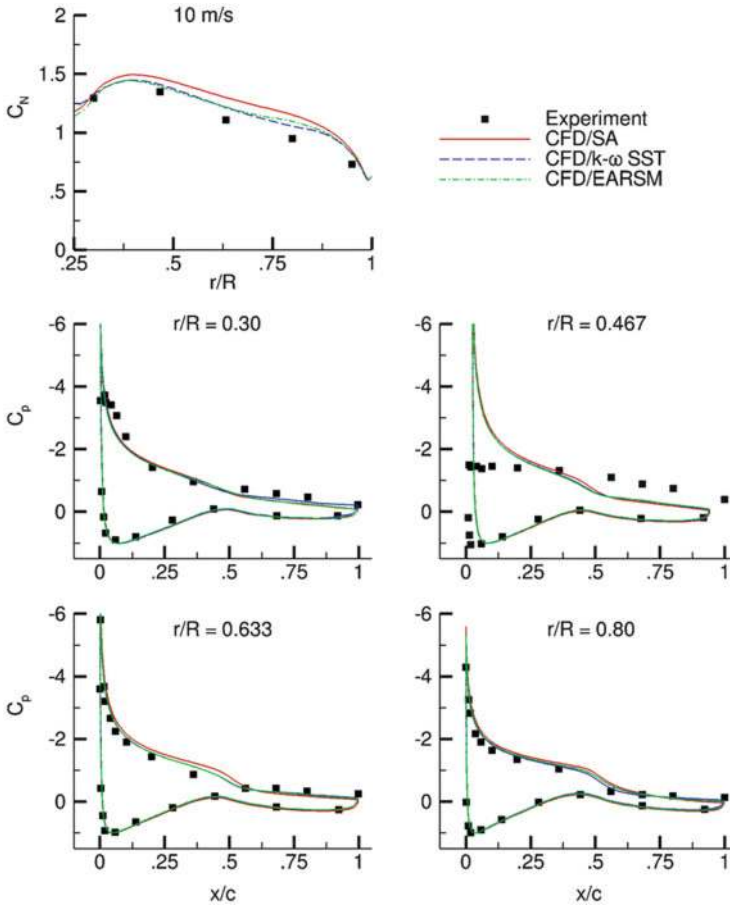 10 m/s
2
1.5
1
.5
0
C_N
.25 .5 .75 1
r/R
Experiment
CFD/SA
CFD/k-ω SST
CFD/EARSM
r/R = 0.30
-6
-4
-2
0
C_p
0 .25 .5 .75 1
r/R = 0.467
-6
-4
-2
0
0 .25 .5 .75 1
r/R = 0.633
-6
-4
-2
0
C_p
0 .25 .5 .75 1
x/c
r/R = 0.80
-6
-4
-2
0
0 .25 .5 .75 1
x/c